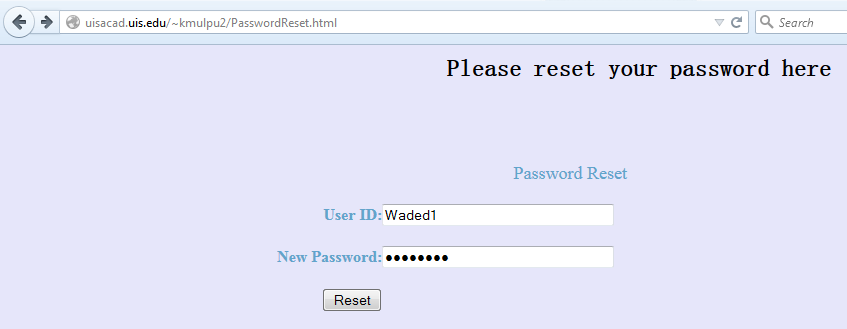 uisacad.uis.edu/~kmulpu2/PasswordReset.html
Search
Please reset your password here
Password Reset
User ID: Waded1
New Password: ●●●●●●●●
Reset